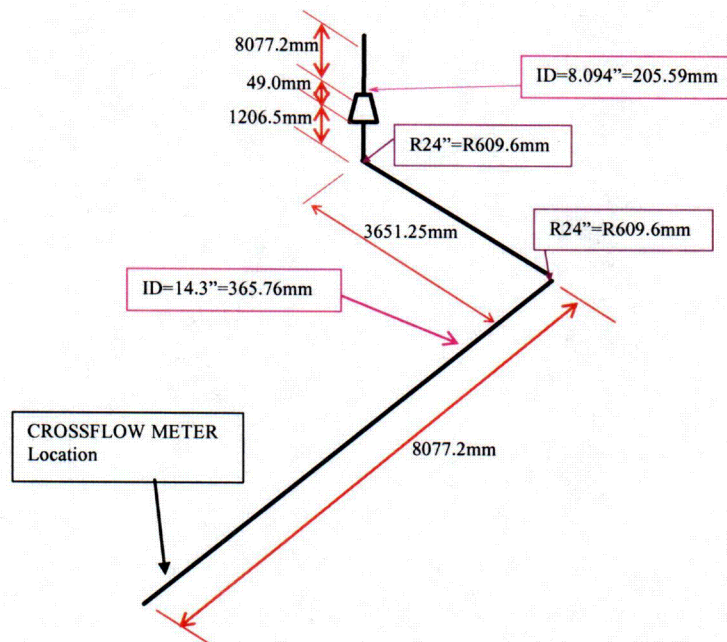 8077.2mm
49.0mm
1206.5mm
ID=8.094”=205.59mm
R24”=R609.6mm
3651.25mm
R24”=R609.6mm
ID=14.3”=365.76mm
CROSSFLOW METER
Location
8077.2mm